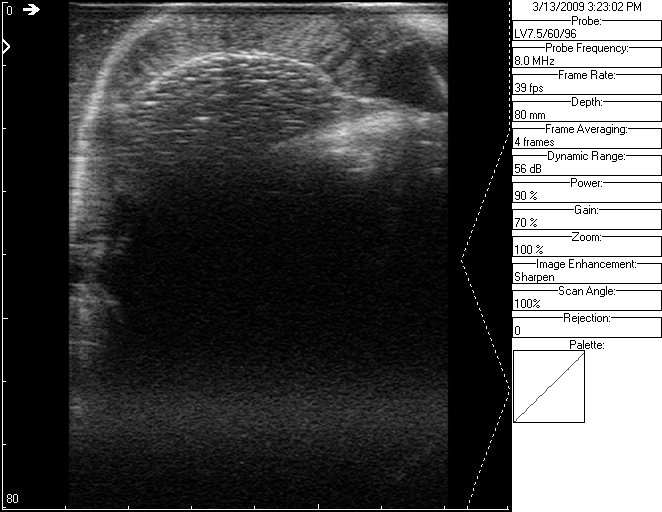 0
80
3/13/2009 3:23:02 PM
Probe:
LV7.5/60/96
Probe Frequency:
8.0 MHz
Frame Rate:
39 fps
Depth:
80 mm
Frame Averaging:
4 frames
Dynamic Range:
56 dB
Power:
90 %
Gain:
70 %
Zoom:
100 %
Image Enhancement:
Sharpen
Scan Angle:
100%
Rejection:
0
Palette: